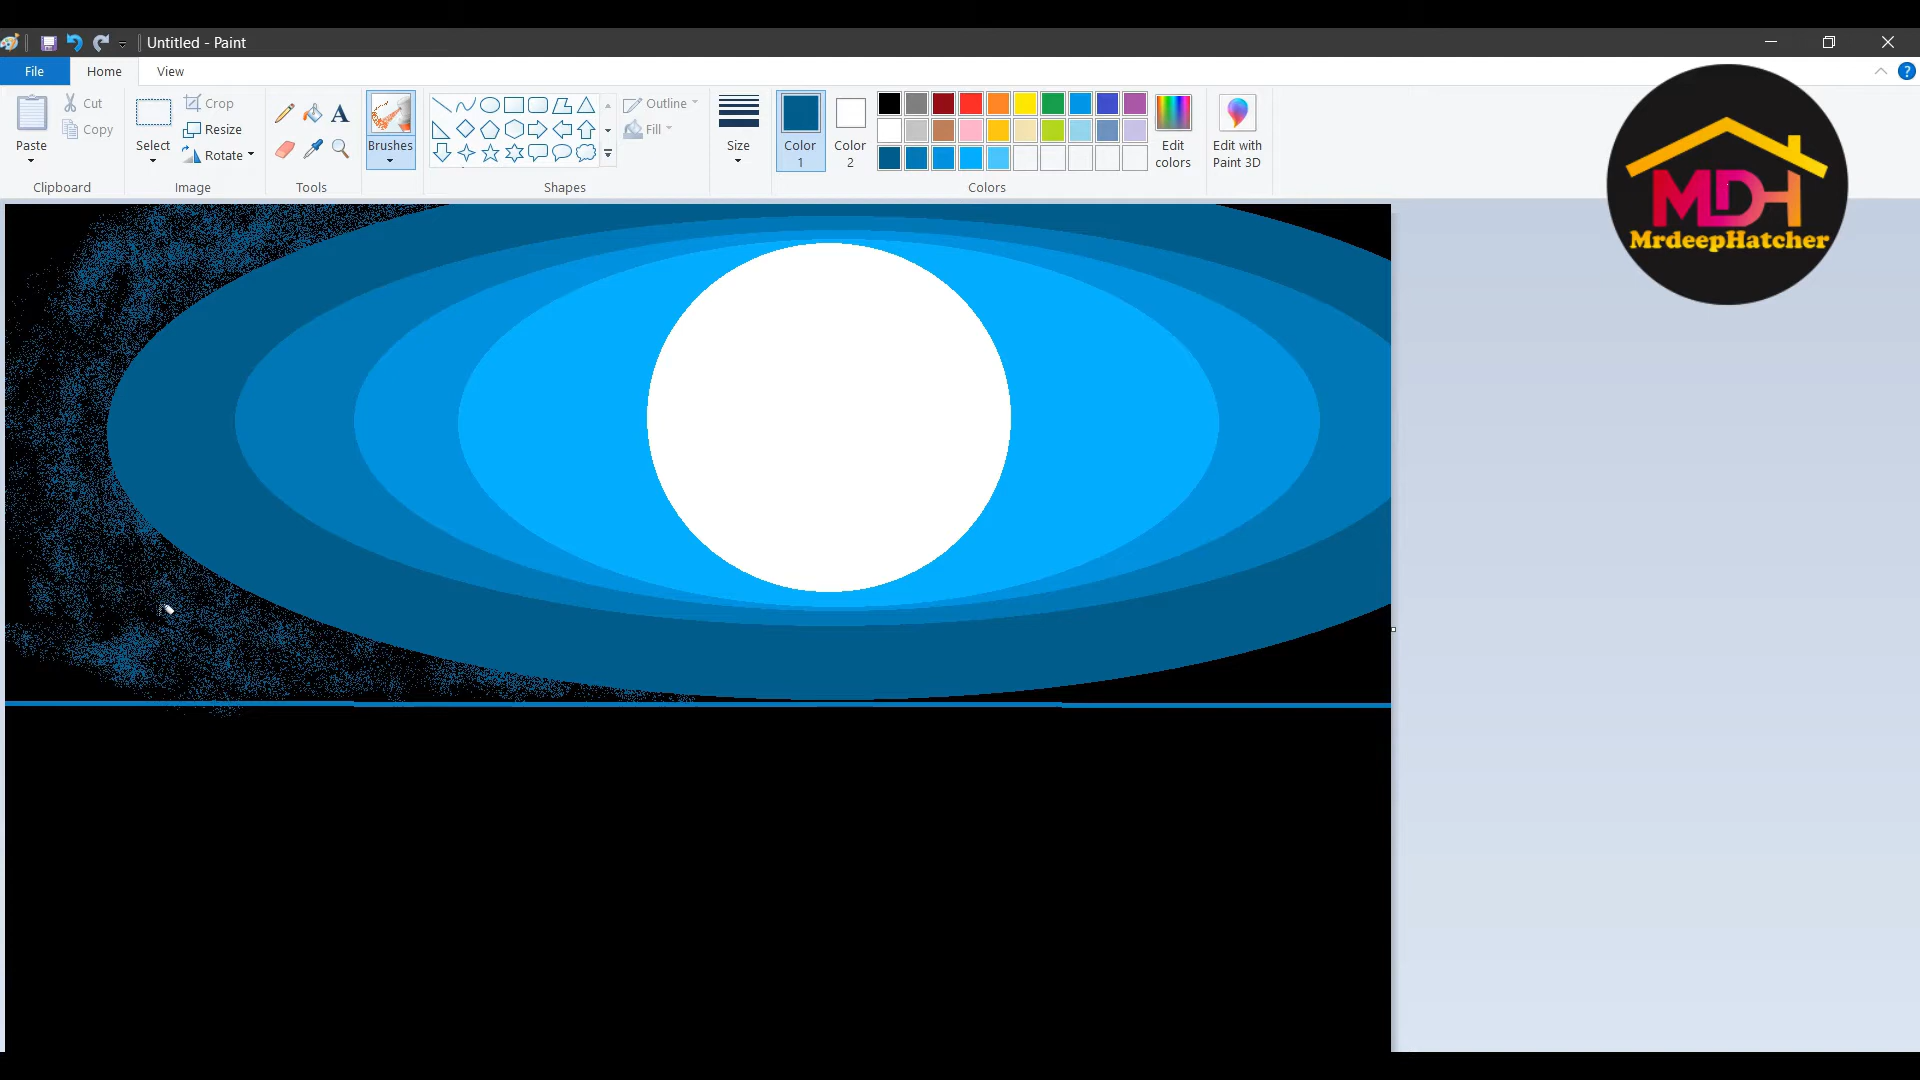 Untitled - Paint
File Home View
Paste
Cut
Copy
Clipboard
Select
Crop
Resize
Rotate
Image
A
Tools
Brushes
Outline
Fill
Shapes
Size
Color 1
Color 2
Edit colors
Colors
Edit with Paint 3D
?
MDH
MrdeepHatcher